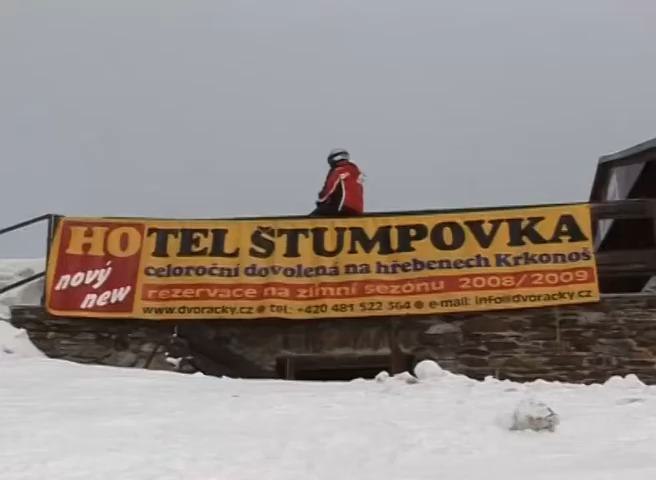 HOTEL ŠTUMPOVKA
nový
new
celoroční dovolená na hřebenech Krkonoš
rezervace na zimní sezónu 2008/2009
www.dvoracky.cz ● tel.: +420 481 522 364 ● e-mail: info@dvoracky.cz